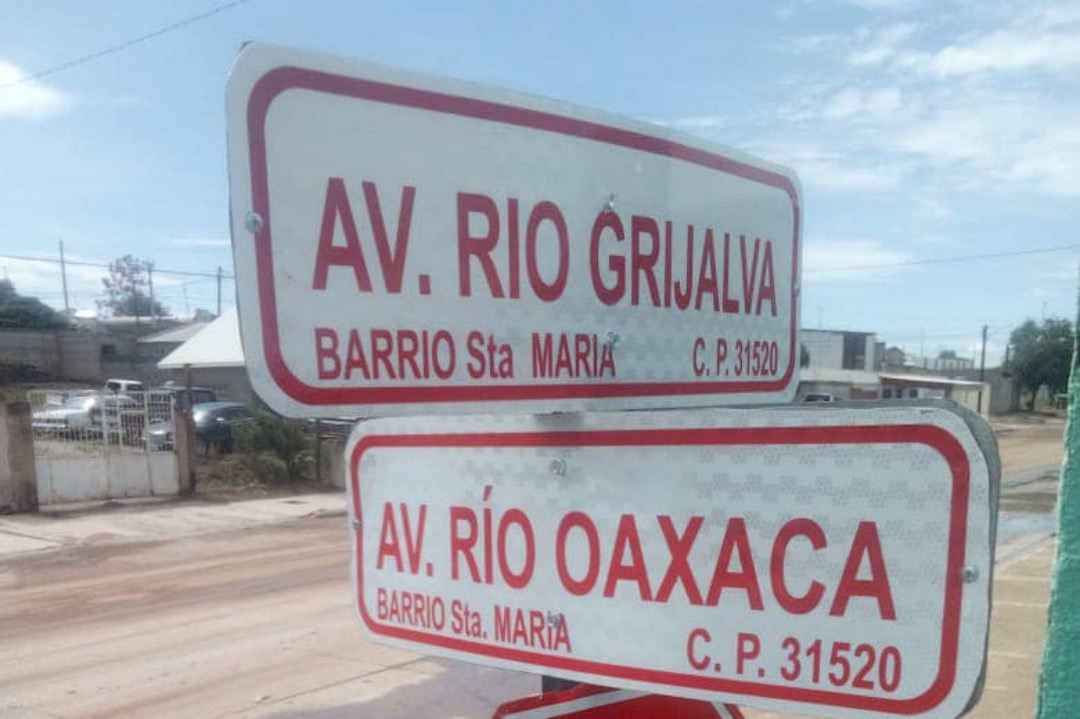 AV. RIO GRIJALVA
BARRIO Sta MARIA C. P. 31520
AV. RÍO OAXACA
BARRIO Sta. MARIA C. P. 31520